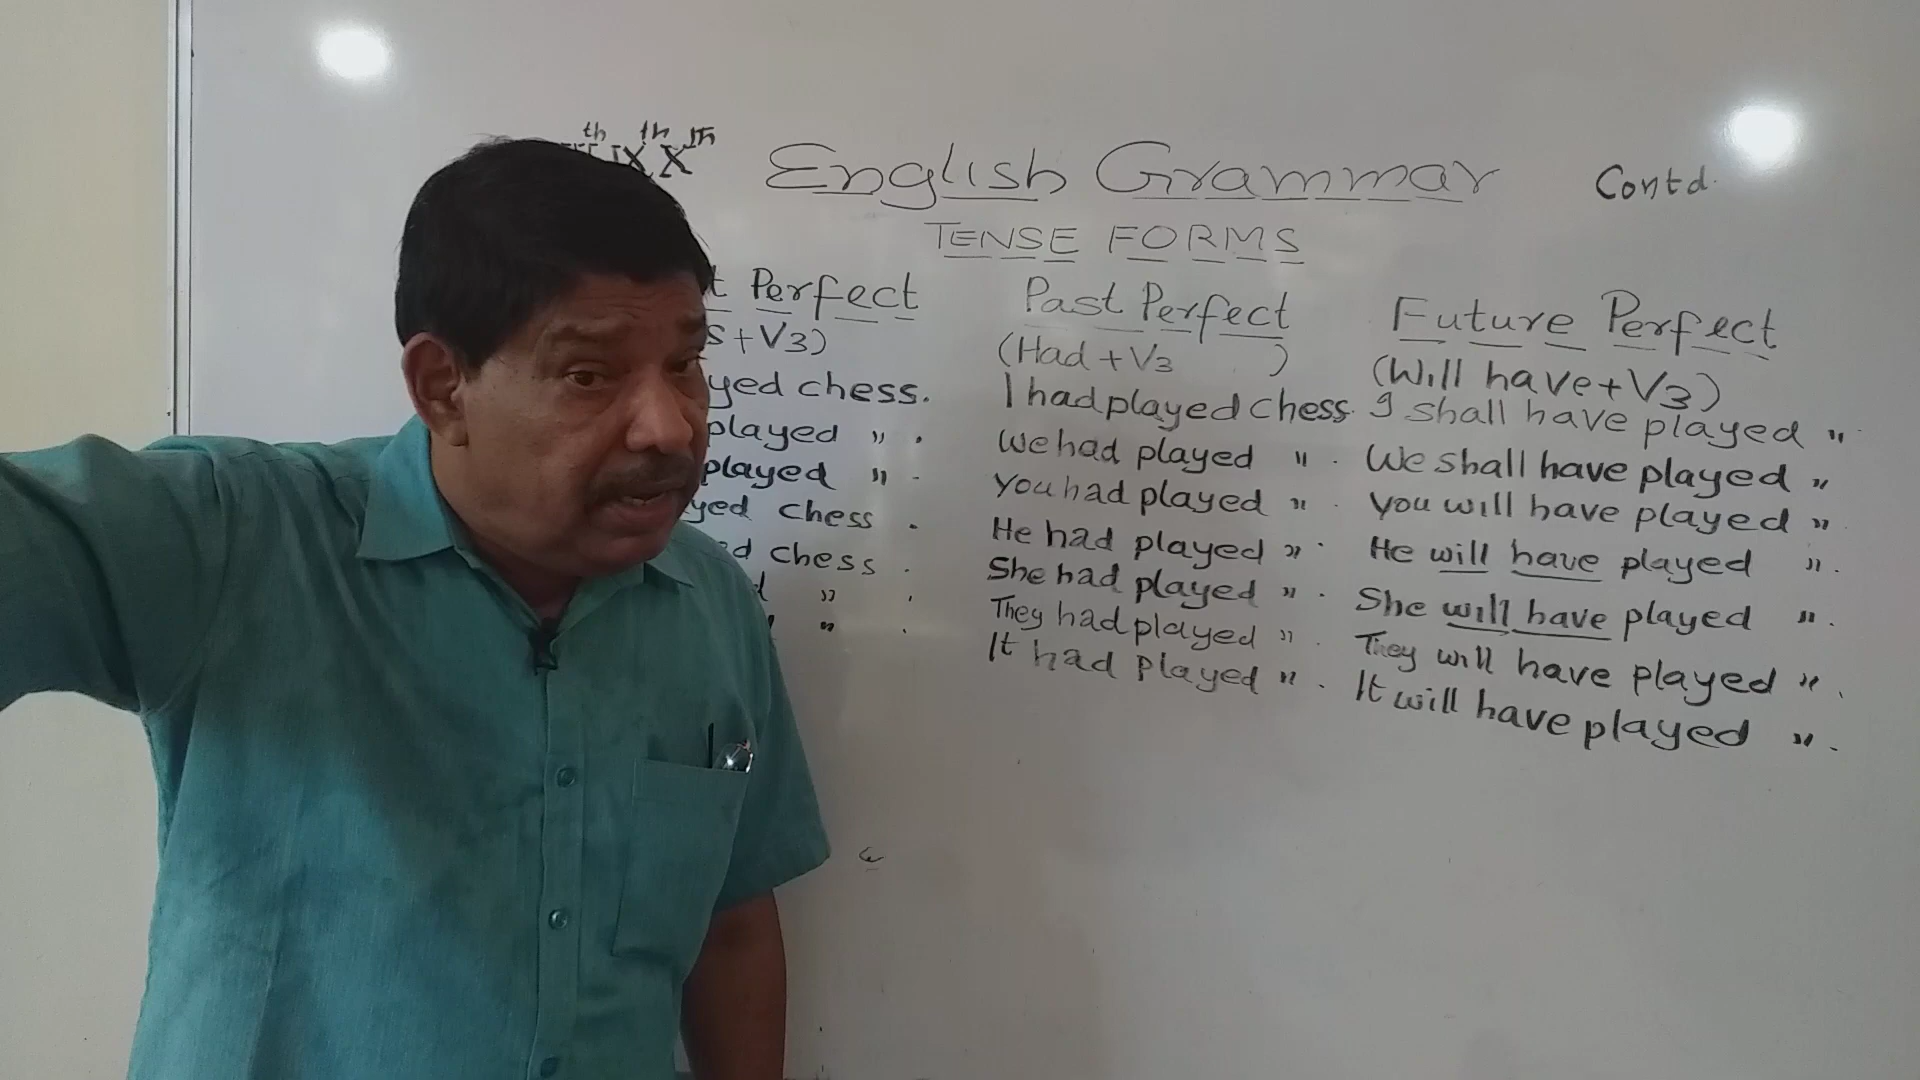 th th th
IX X
English Grammar Contd.
TENSE FORMS
Perfect
+ V3)
chess.
played " .
played " .
chess .
chess .
" .
" .
Past Perfect
(Had + V3 )
I had played chess.
We had played " .
You had played " .
He had played " .
She had played " .
They had played " .
It had played " .
Future Perfect
(Will have + V3)
I shall have played " .
We shall have played "
You will have played " .
He will have played " .
She will have played " .
They will have played " .
It will have played " .